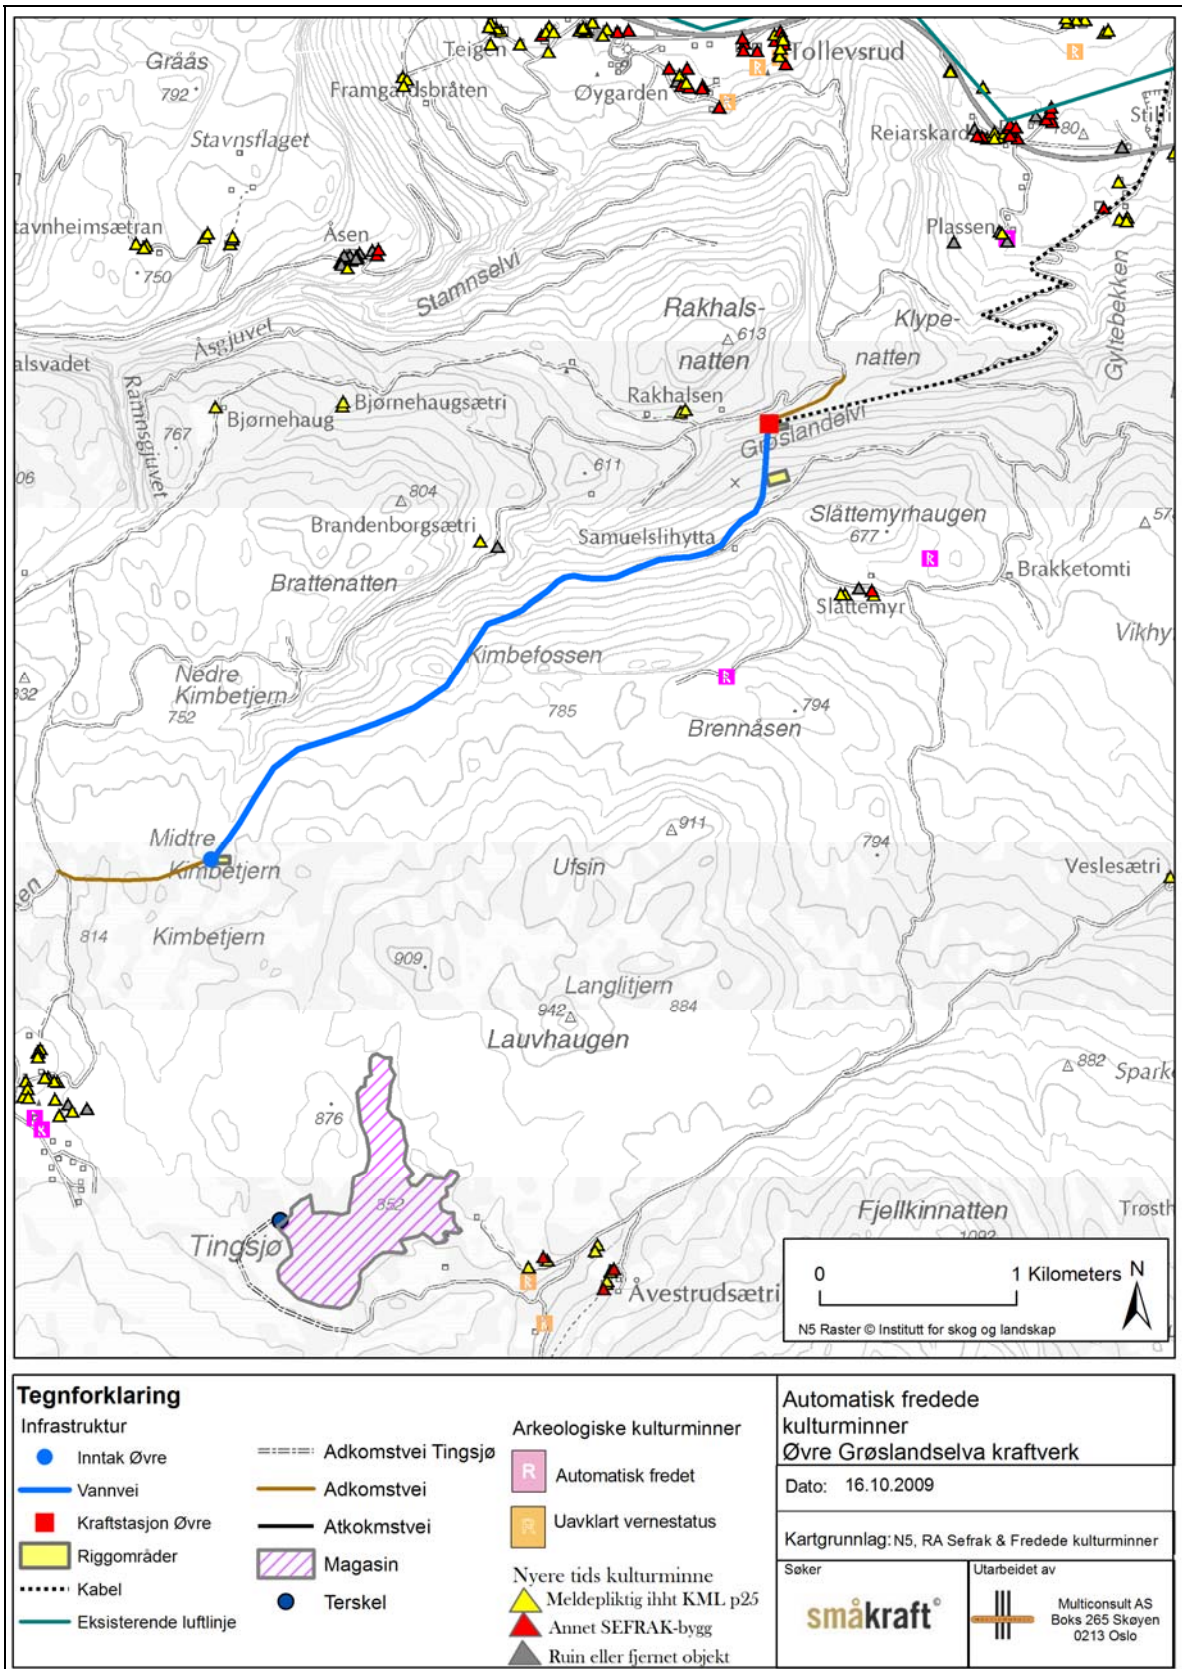 Gråås
792
Teigen
Framgardsbråten
Øygarden
Tollevsrud
Stavnsflaget
Reiarskard
80
Plassen
Åsen
750
Stamnselvi
Åsgjuvet
Rakhals-
natten
613
Klype-
natten
Gyltebekken
Ramnsgjuvet
Bjørnehaugsætri
Bjørnehaug
767
Rakhalsen
Grøslandelvi
611
804
Brandenborgsætri
Samuelslihytta
Slåttemyrhaugen
677
Brattenatten
Brakketomti
Slåttemyr
Kimbefossen
Nedre
Kimbetjern
752
785
794
Brennåsen
Midtre
Kimbetjern
911
Ufsin
794
Veslesætri
814
Kimbetjern
909
Langlitjern
942
884
Lauvhaugen
882
876
852
Tingsjø
Fjellkinnatten
1092
Åvestrudsætri
0 1 Kilometers N
N5 Raster © Institutt for skog og landskap
Tegnforklaring
Infrastruktur
Inntak Øvre
Vannvei
Kraftstasjon Øvre
Riggområder
Kabel
Eksisterende luftlinje
Adkomstvei Tingsjø
Adkomstvei
Atkokmstvei
Magasin
Terskel
Arkeologiske kulturminner
R Automatisk fredet
R Uavklart vernestatus
Nyere tids kulturminne
Meldepliktig ihht KML p25
Annet SEFRAK-bygg
Ruin eller fjernet objekt
Automatisk fredede
kulturminner
Øvre Grøslandselva kraftverk
Dato: 16.10.2009
Kartgrunnlag: N5, RA Sefrak & Fredede kulturminner
Søker
småkraft©
Utarbeidet av
Multiconsult AS
Boks 265 Skøyen
0213 Oslo